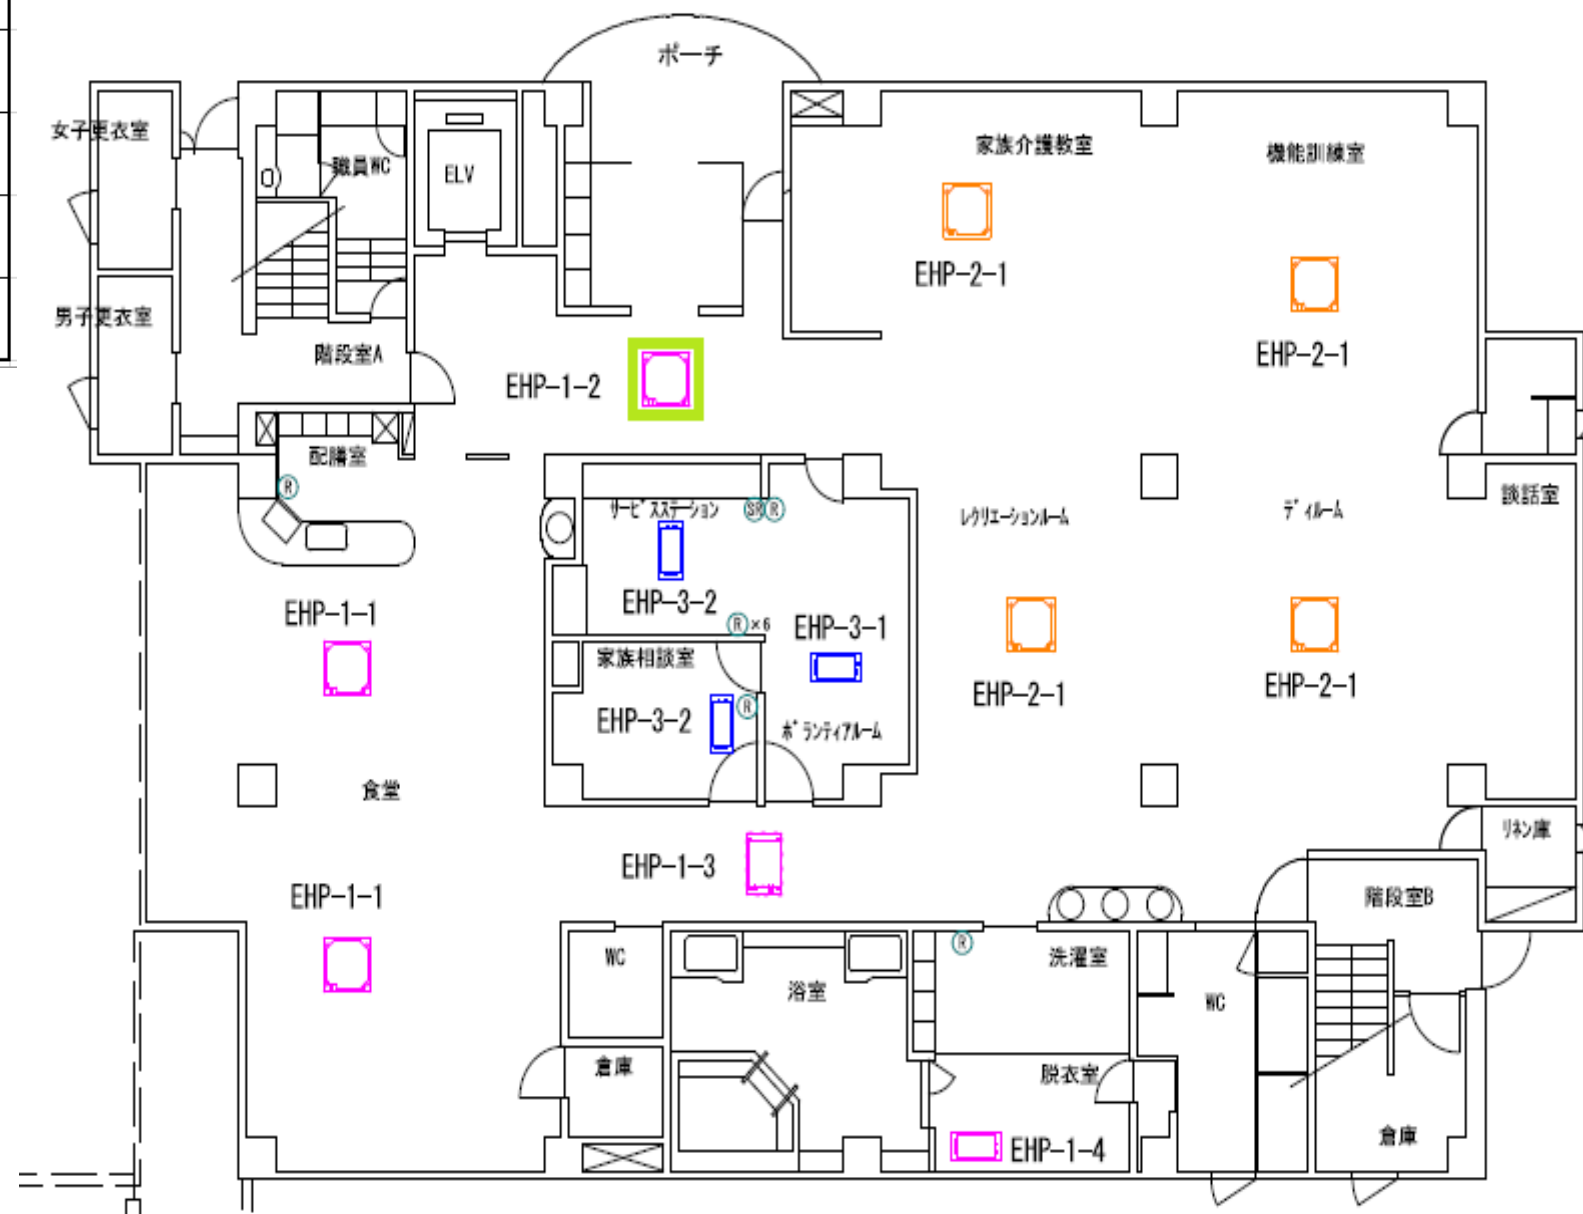 ポーチ
女子更衣室
職員WC
ELV
家族介護教室
機能訓練室
EHP-2-1
男子更衣室
階段室A
EHP-2-1
EHP-1-2
配膳室
R
サービスステーション
SR
R
レクリエーションルーム
ディルーム
談話室
EHP-1-1
EHP-3-2
R×6
EHP-3-1
家族相談室
EHP-3-2
R
ボランティアルーム
EHP-2-1
EHP-2-1
食堂
EHP-1-3
リネン庫
EHP-1-1
階段室B
WC
浴室
R
洗濯室
WC
倉庫
脱衣室
EHP-1-4
倉庫